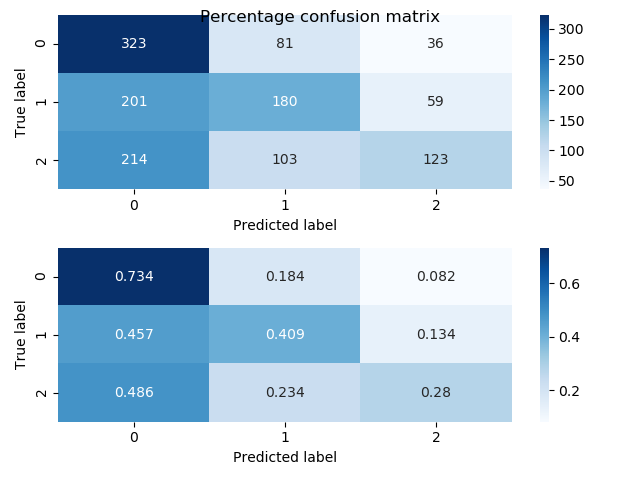 Percentage confusion matrix
0 323 81 36
1 201 180 59
2 214 103 123
0 1 2
True label
Predicted label
300
250
200
150
100
50
0 0.734 0.184 0.082
1 0.457 0.409 0.134
2 0.486 0.234 0.28
0 1 2
True label
Predicted label
0.6
0.4
0.2